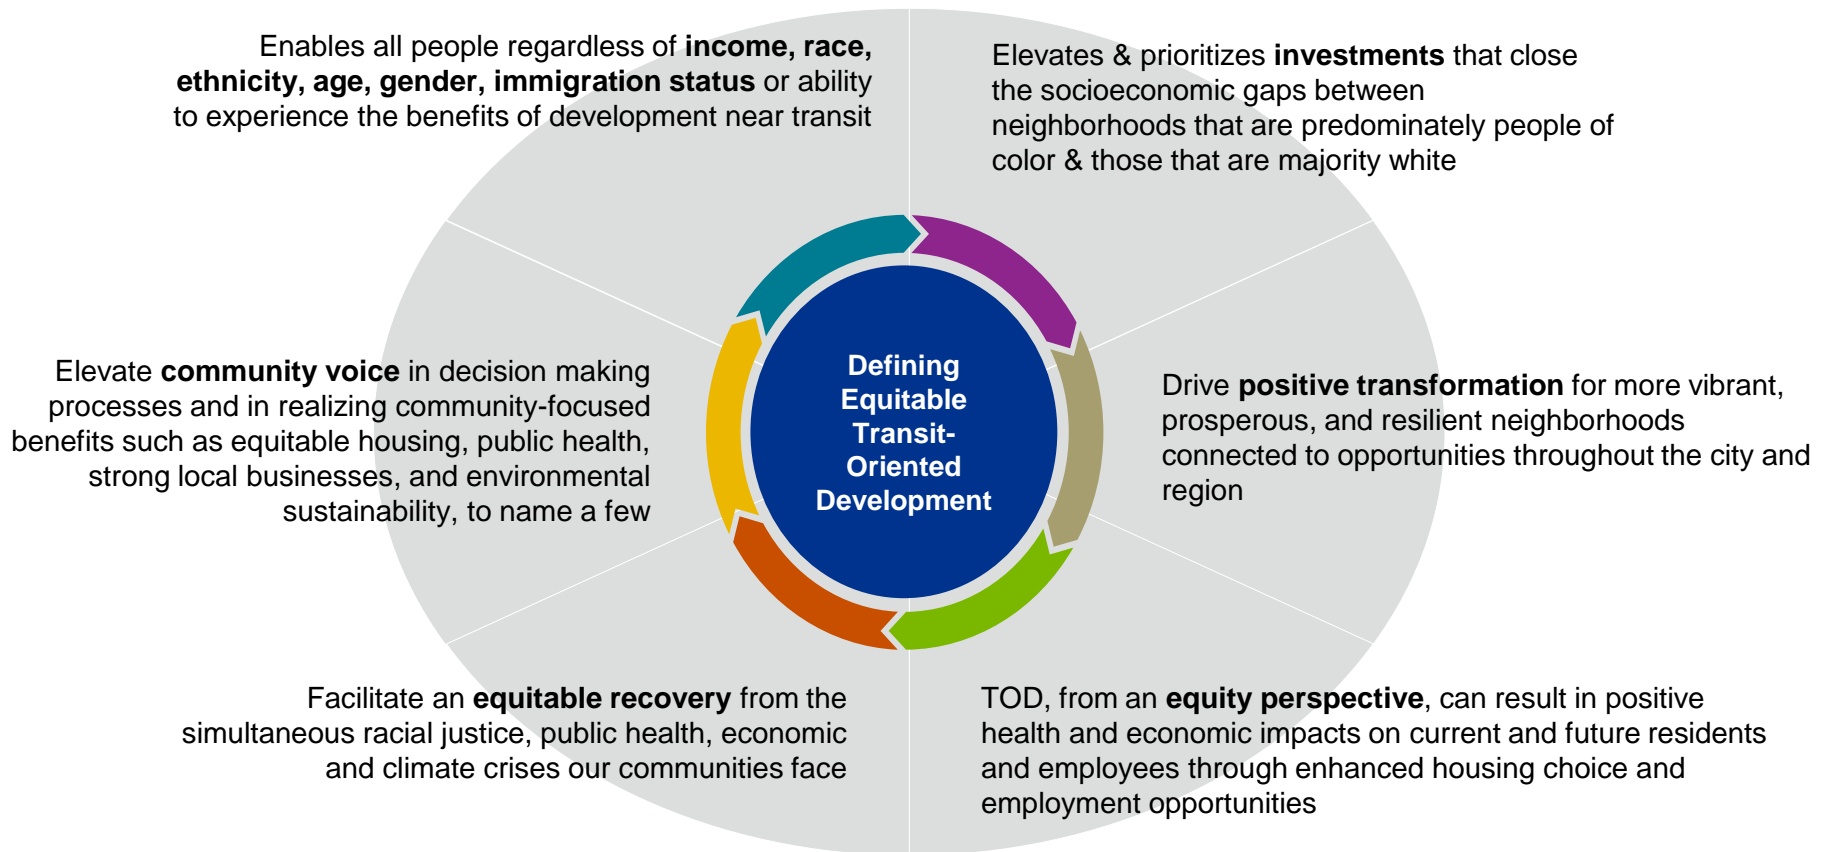 Enables all people regardless of income, race,
ethnicity, age, gender, immigration status or ability
to experience the benefits of development near transit
Elevates & prioritizes investments that close
the socioeconomic gaps between
neighborhoods that are predominately people of
color & those that are majority white
Elevate community voice in decision making
processes and in realizing community-focused
benefits such as equitable housing, public health,
strong local businesses, and environmental
sustainability, to name a few
Defining
Equitable
Transit-
Oriented
Development
Drive positive transformation for more vibrant,
prosperous, and resilient neighborhoods
connected to opportunities throughout the city and
region
Facilitate an equitable recovery from the
simultaneous racial justice, public health, economic
and climate crises our communities face
TOD, from an equity perspective, can result in positive
health and economic impacts on current and future residents
and employees through enhanced housing choice and
employment opportunities